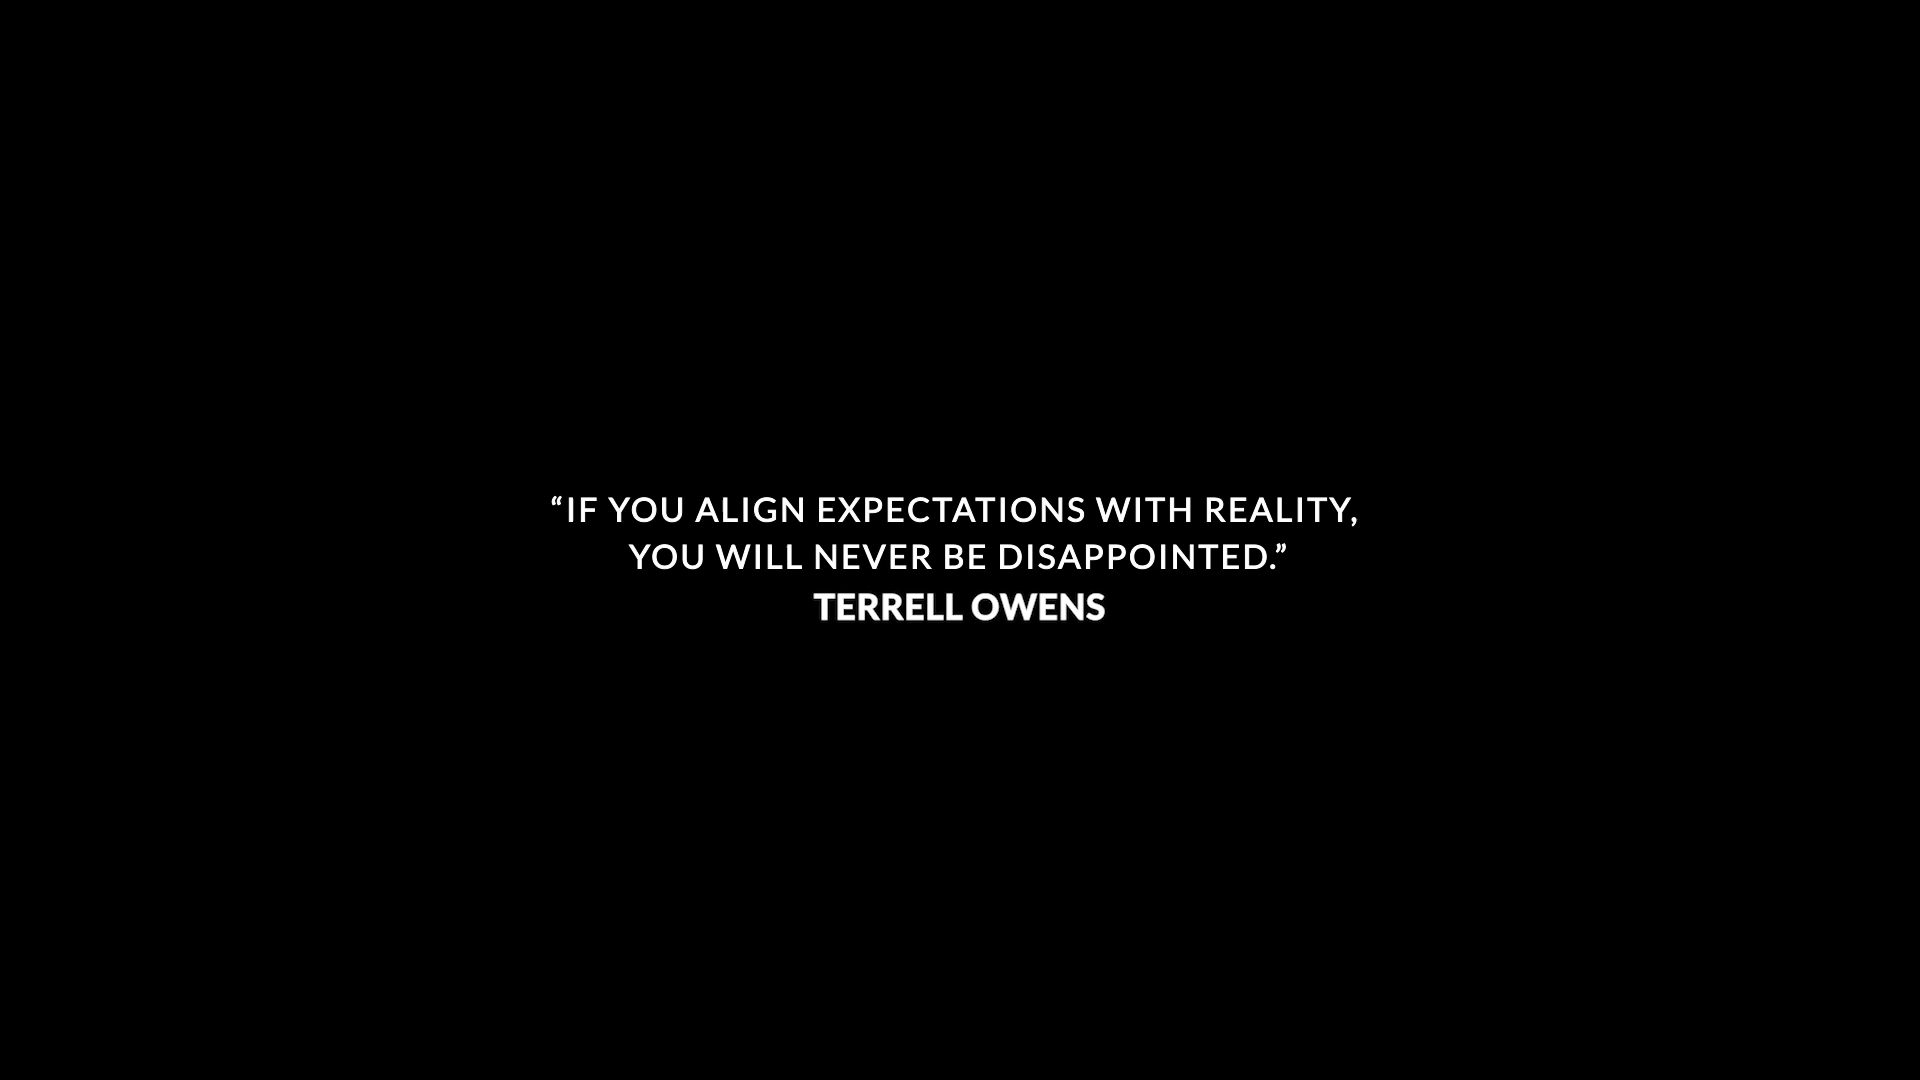 “IF YOU ALIGN EXPECTATIONS WITH REALITY,
YOU WILL NEVER BE DISAPPOINTED.”
TERRELL OWENS